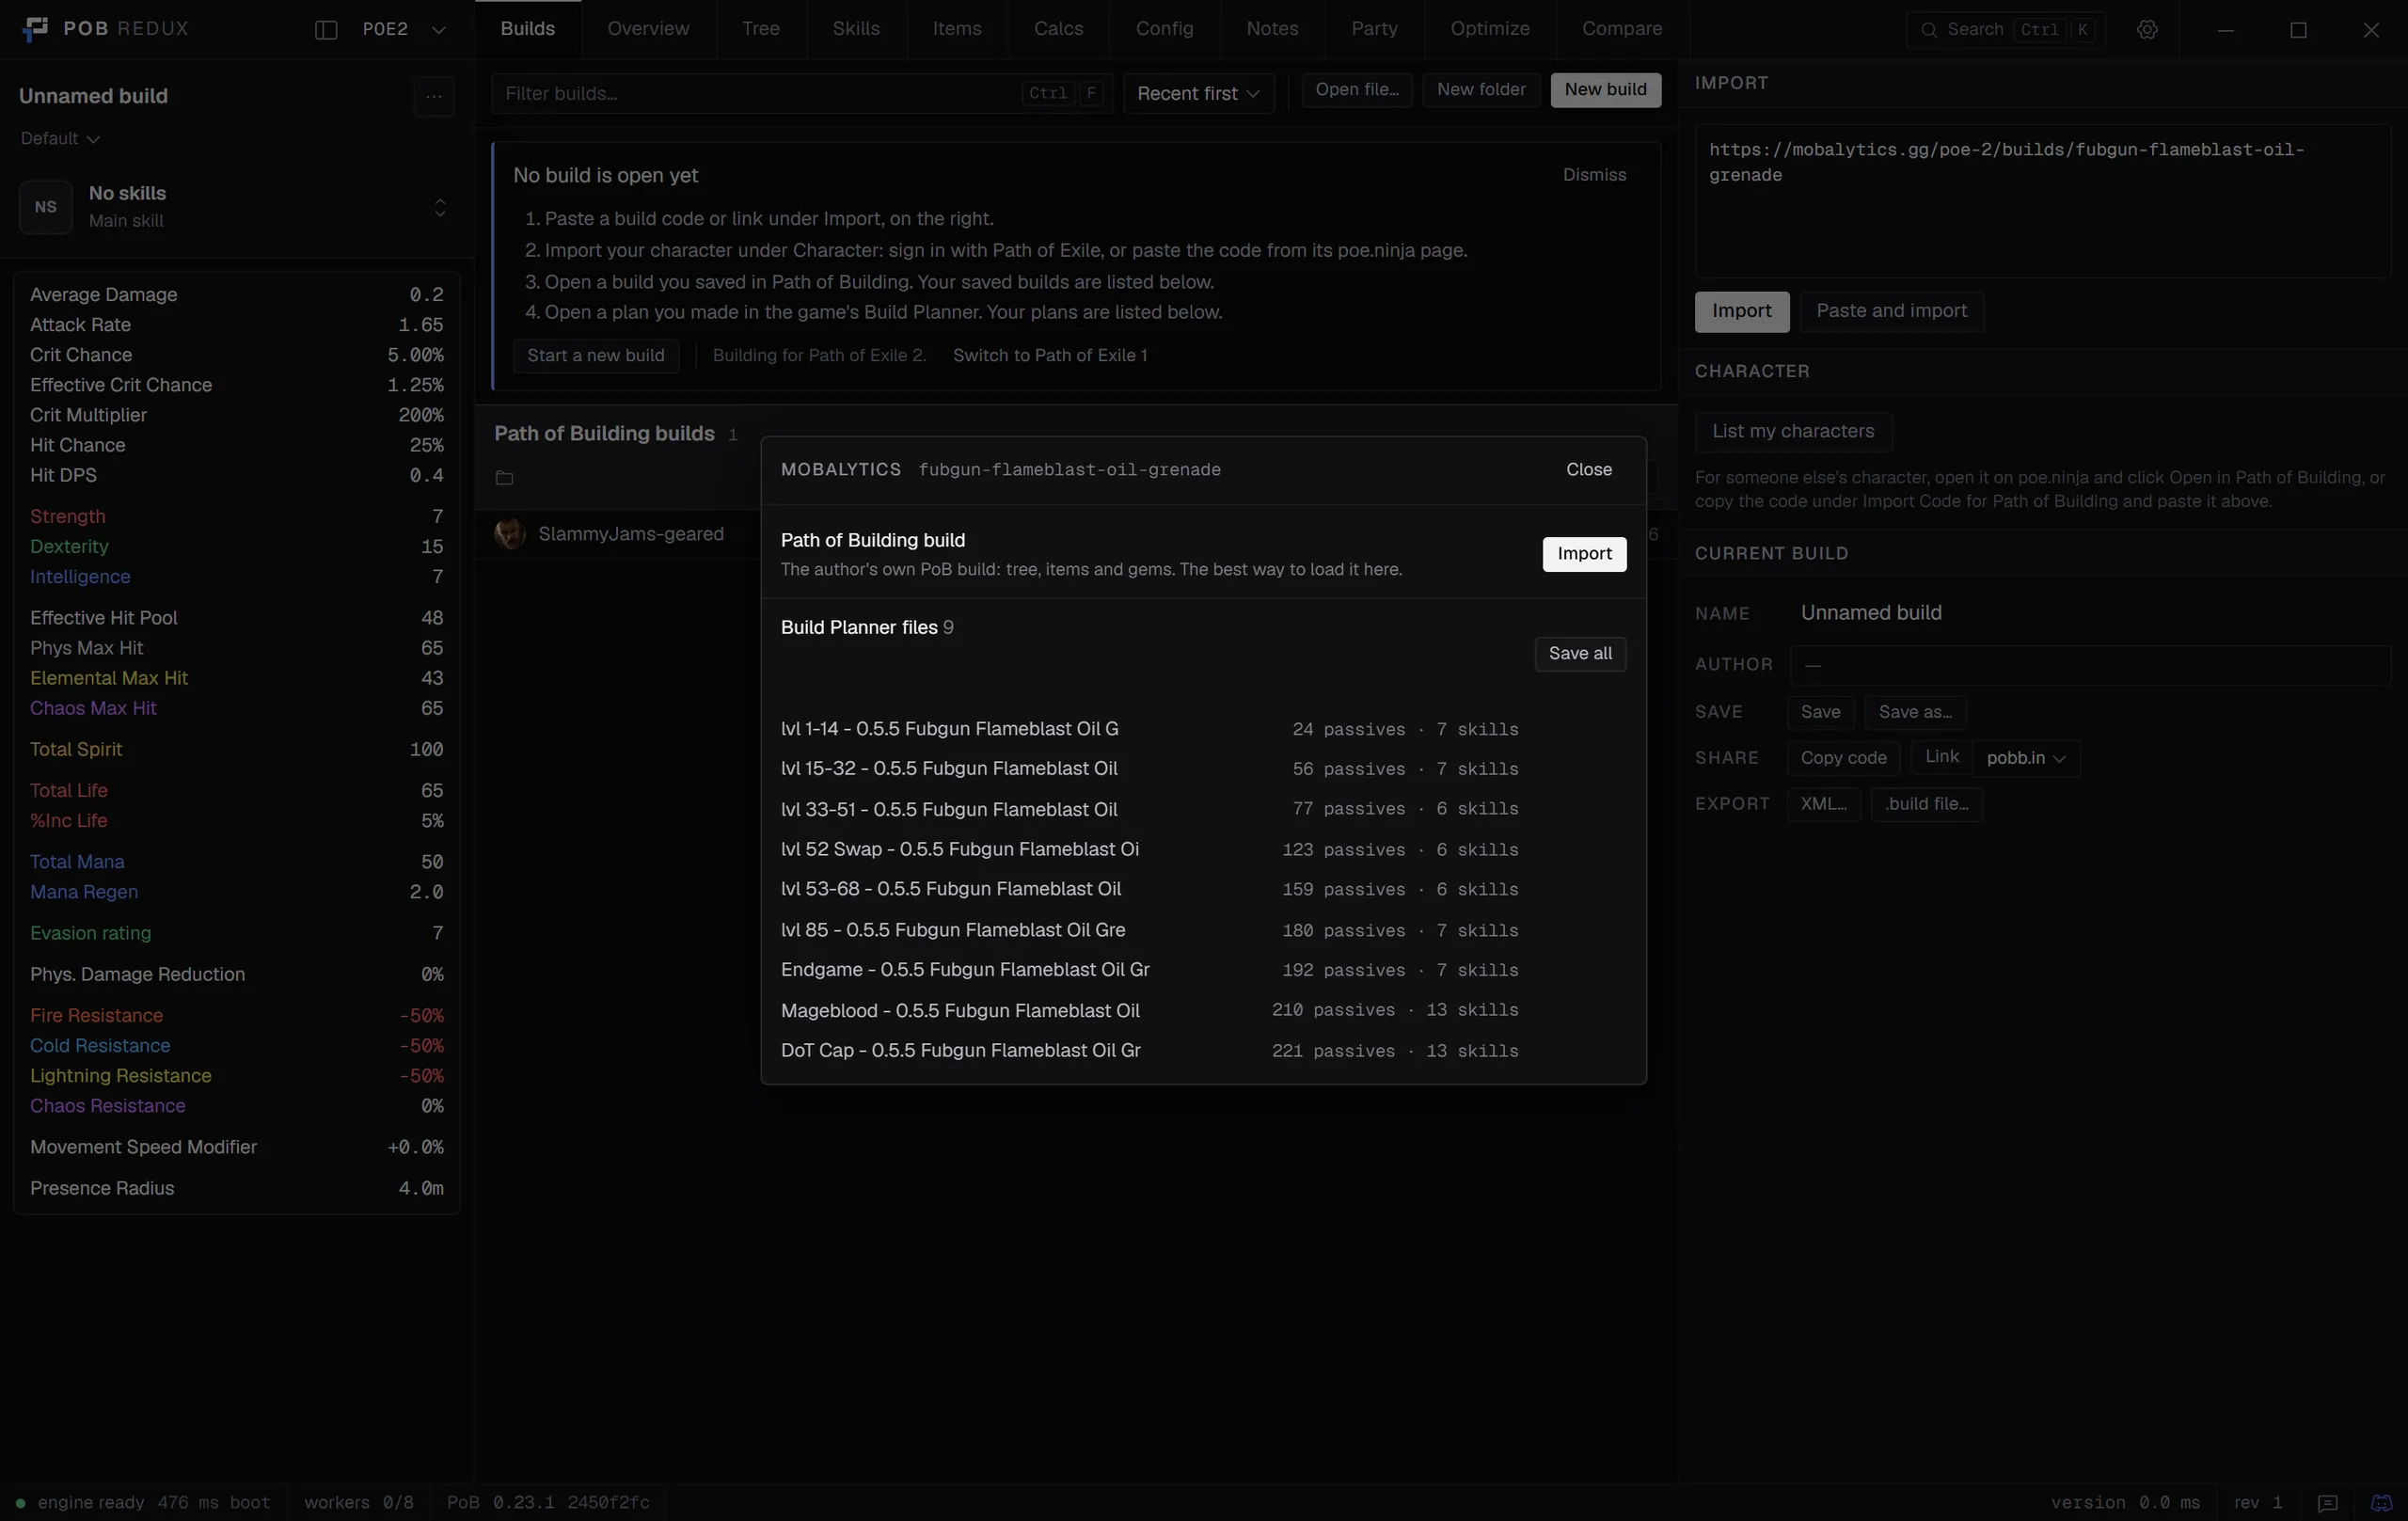 POB REDUX
POE2
Builds
Overview
Tree
Skills
Items
Calcs
Config
Notes
Party
Optimize
Compare
Search Ctrl K
Unnamed build
...
Default
NS
No skills
Main skill
Average Damage 0.2
Attack Rate 1.65
Crit Chance 5.00%
Effective Crit Chance 1.25%
Crit Multiplier 200%
Hit Chance 25%
Hit DPS 0.4
Strength 7
Dexterity 15
Intelligence 7
Effective Hit Pool 48
Phys Max Hit 65
Elemental Max Hit 43
Chaos Max Hit 65
Total Spirit 100
Total Life 65
%Inc Life 5%
Total Mana 50
Mana Regen 2.0
Evasion rating 7
Phys. Damage Reduction 0%
Fire Resistance -50%
Cold Resistance -50%
Lightning Resistance -50%
Chaos Resistance 0%
Movement Speed Modifier +0.0%
Presence Radius 4.0m
Filter builds... Ctrl F
Recent first
Open file...
New folder
New build
No build is open yet
Dismiss
1. Paste a build code or link under Import, on the right.
2. Import your character under Character: sign in with Path of Exile, or paste the code from its poe.ninja page.
3. Open a build you saved in Path of Building. Your saved builds are listed below.
4. Open a plan you made in the game's Build Planner. Your plans are listed below.
Start a new build
Building for Path of Exile 2.
Switch to Path of Exile 1
Path of Building builds 1
SlammyJams-geared
6
MOBALYTICS fubgun-flameblast-oil-grenade
Close
Path of Building build
The author's own PoB build: tree, items and gems. The best way to load it here.
Import
Build Planner files 9
Save all
lvl 1-14 - 0.5.5 Fubgun Flameblast Oil G 24 passives · 7 skills
lvl 15-32 - 0.5.5 Fubgun Flameblast Oil 56 passives · 7 skills
lvl 33-51 - 0.5.5 Fubgun Flameblast Oil 77 passives · 6 skills
lvl 52 Swap - 0.5.5 Fubgun Flameblast Oi 123 passives · 6 skills
lvl 53-68 - 0.5.5 Fubgun Flameblast Oil 159 passives · 6 skills
lvl 85 - 0.5.5 Fubgun Flameblast Oil Gre 180 passives · 7 skills
Endgame - 0.5.5 Fubgun Flameblast Oil Gr 192 passives · 7 skills
Mageblood - 0.5.5 Fubgun Flameblast Oil 210 passives · 13 skills
DoT Cap - 0.5.5 Fubgun Flameblast Oil Gr 221 passives · 13 skills
IMPORT
https://mobalytics.gg/poe-2/builds/fubgun-flameblast-oil-
grenade
Import
Paste and import
CHARACTER
List my characters
For someone else's character, open it on poe.ninja and click Open in Path of Building, or
copy the code under Import Code for Path of Building and paste it above.
CURRENT BUILD
NAME Unnamed build
AUTHOR —
SAVE Save Save as...
SHARE Copy code Link pobb.in
EXPORT XML... .build file...
engine ready 476 ms boot
workers 0/8
PoB 0.23.1 2450f2fc
version 0.0 ms
rev 1